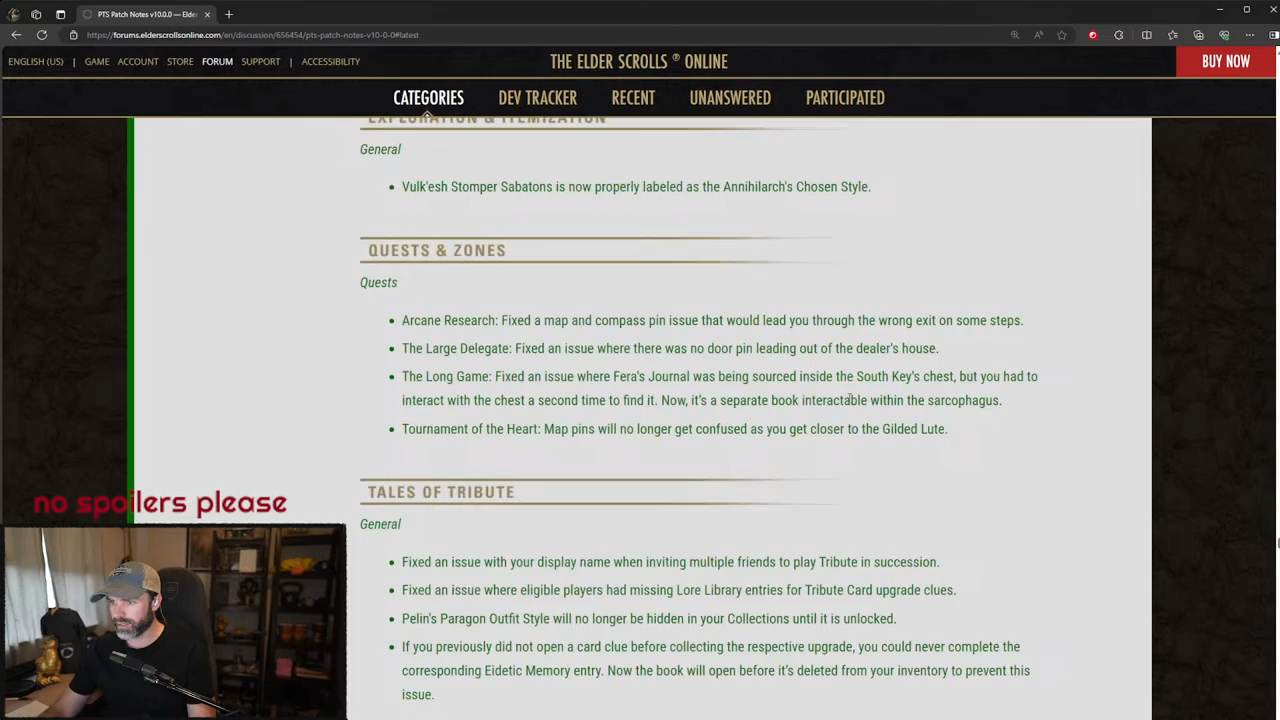 PTS Patch Notes v10.0.0 — Elder
https://forums.elderscrollsonline.com/en/discussion/656454/pts-patch-notes-v10-0-0#latest
ENGLISH (US) | GAME ACCOUNT STORE FORUM SUPPORT | ACCESSIBILITY
THE ELDER SCROLLS ® ONLINE
BUY NOW
CATEGORIES DEV TRACKER RECENT UNANSWERED PARTICIPATED
EXPLORATION & ITEMIZATION
General
• Vulk'esh Stomper Sabatons is now properly labeled as the Annihilarch's Chosen Style.
QUESTS & ZONES
Quests
• Arcane Research: Fixed a map and compass pin issue that would lead you through the wrong exit on some steps.
• The Large Delegate: Fixed an issue where there was no door pin leading out of the dealer's house.
• The Long Game: Fixed an issue where Fera's Journal was being sourced inside the South Key's chest, but you had to
interact with the chest a second time to find it. Now, it's a separate book interactable within the sarcophagus.
• Tournament of the Heart: Map pins will no longer get confused as you get closer to the Gilded Lute.
TALES OF TRIBUTE
no spoilers please
General
• Fixed an issue with your display name when inviting multiple friends to play Tribute in succession.
• Fixed an issue where eligible players had missing Lore Library entries for Tribute Card upgrade clues.
• Pelin's Paragon Outfit Style will no longer be hidden in your Collections until it is unlocked.
• If you previously did not open a card clue before collecting the respective upgrade, you could never complete the
corresponding Eidetic Memory entry. Now the book will open before it's deleted from your inventory to prevent this
issue.